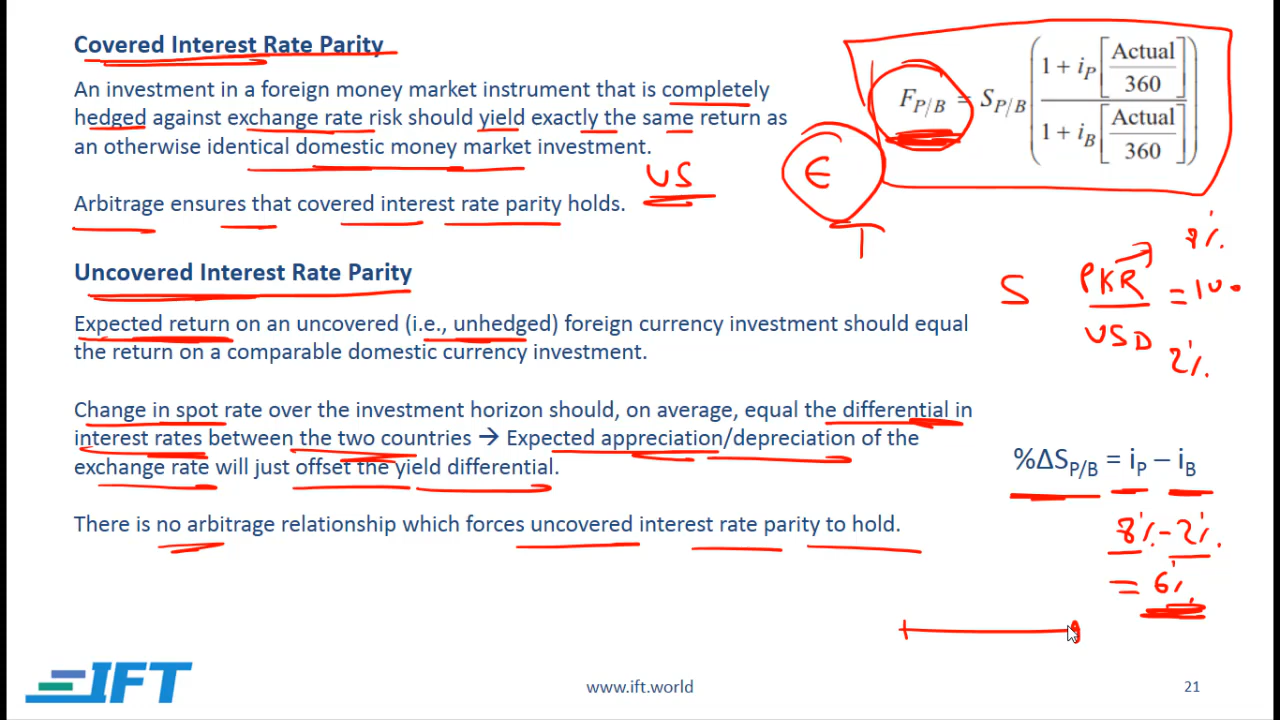 Covered Interest Rate Parity
An investment in a foreign money market instrument that is completely
hedged against exchange rate risk should yield exactly the same return as
an otherwise identical domestic money market investment.
US
Arbitrage ensures that covered interest rate parity holds.
F_{P/B} = S_{P/B} ( (1 + i_P [Actual/360]) / (1 + i_B [Actual/360]) )
€
T
Uncovered Interest Rate Parity
Expected return on an uncovered (i.e., unhedged) foreign currency investment should equal
the return on a comparable domestic currency investment.
8%
S PKR = 100
USD
2%
Change in spot rate over the investment horizon should, on average, equal the differential in
interest rates between the two countries → Expected appreciation/depreciation of the
exchange rate will just offset the yield differential.
%ΔS_{P/B} = i_P – i_B
There is no arbitrage relationship which forces uncovered interest rate parity to hold.
8% - 2%
= 6%
IFT
www.ift.world
21